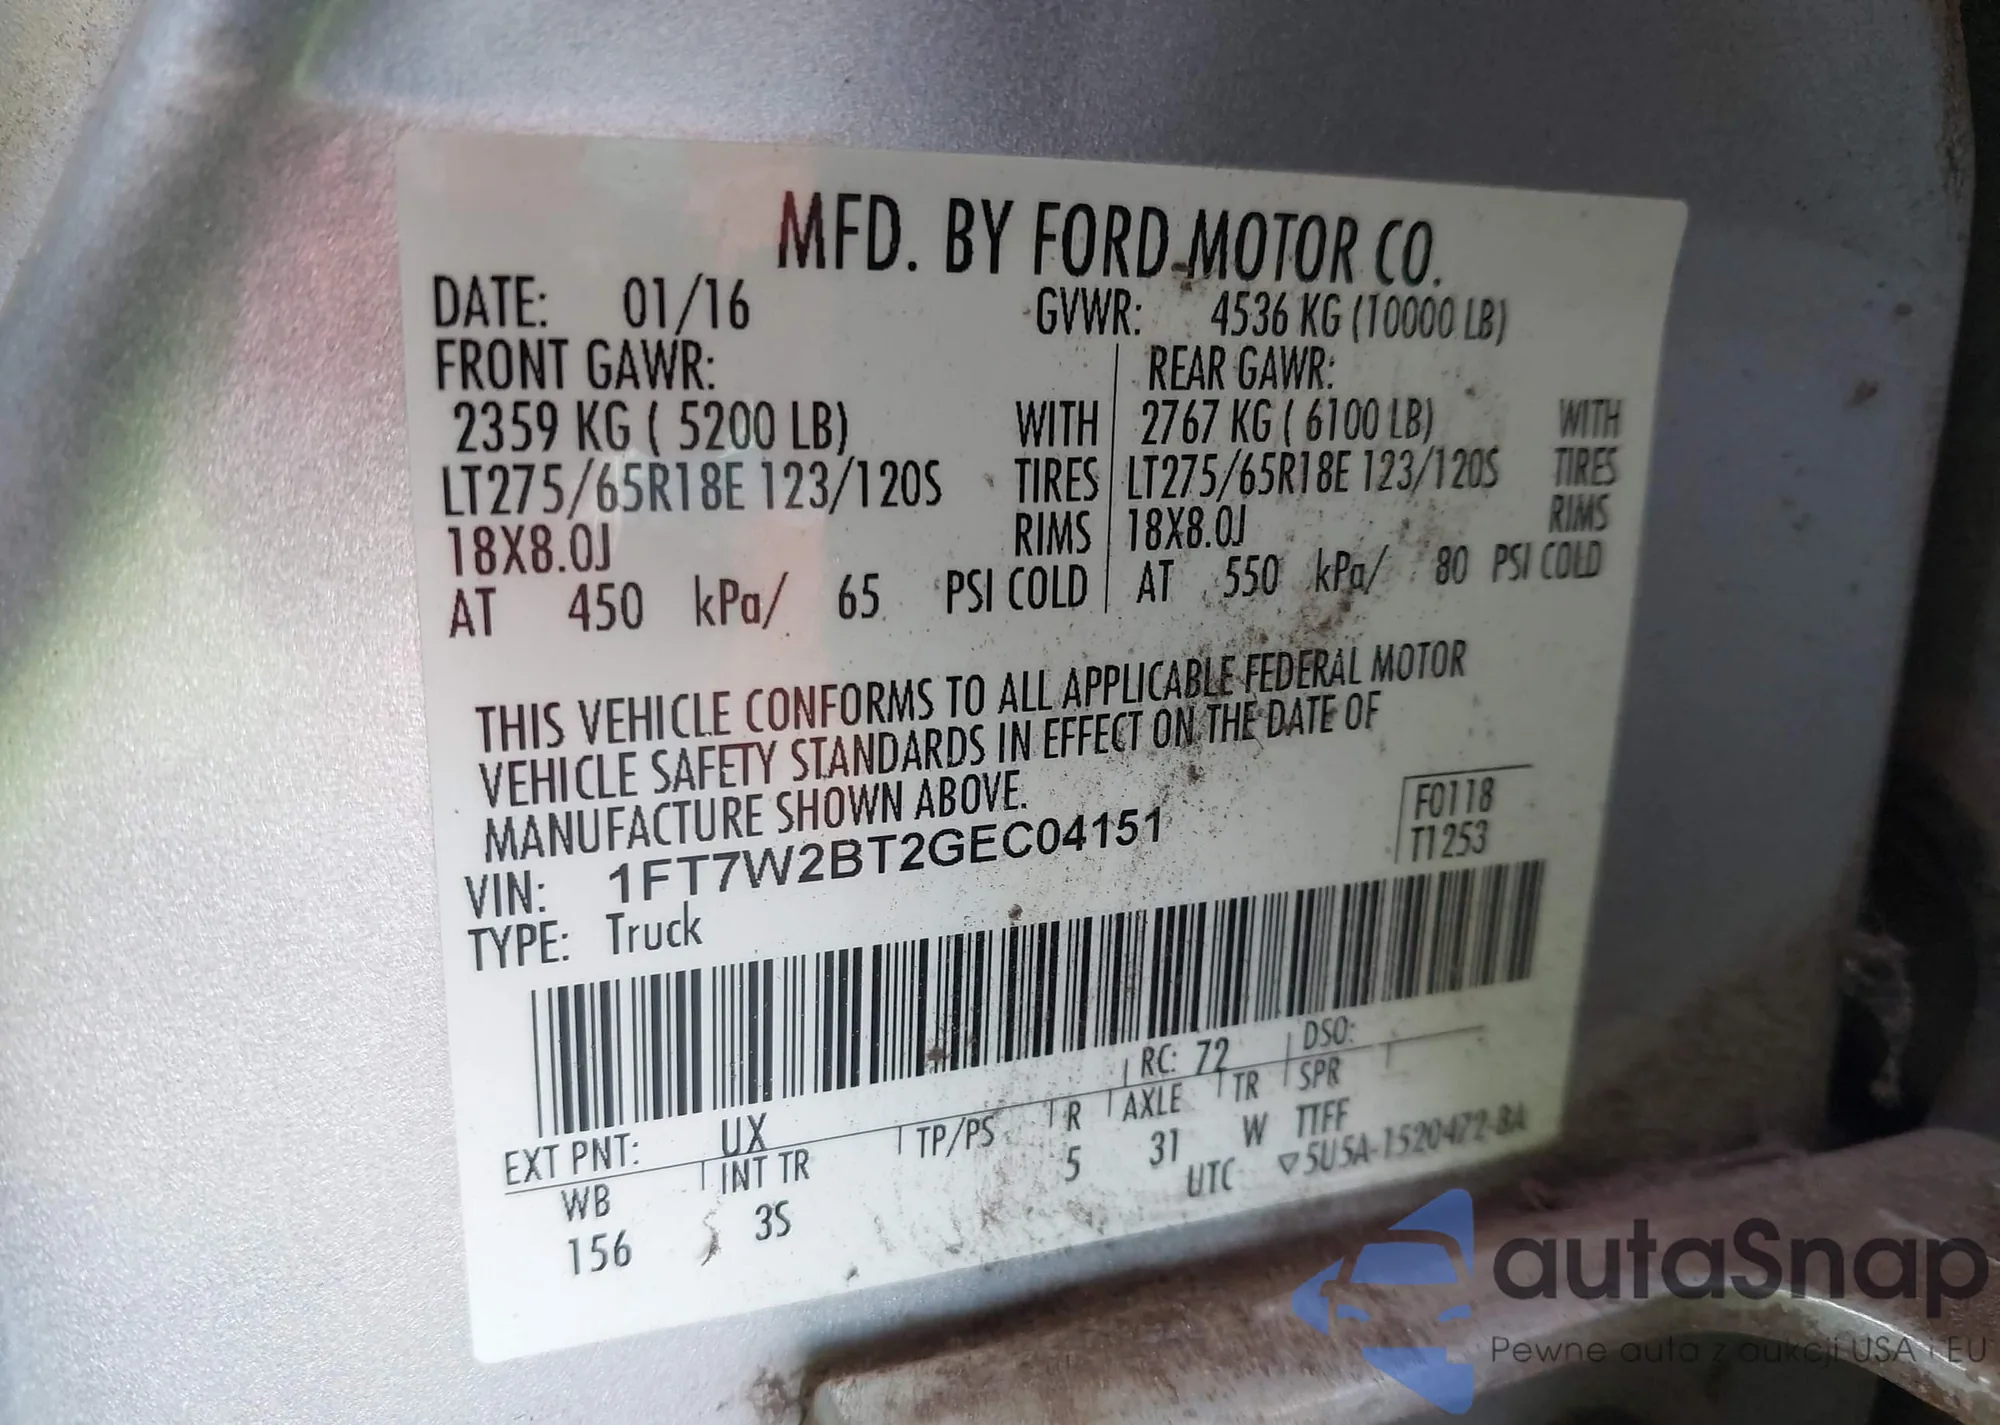 MFD. BY FORD MOTOR CO.
DATE: 01/16 GVWR: 4536 KG (10000 LB)
FRONT GAWR: REAR GAWR:
2359 KG ( 5200 LB) WITH 2767 KG ( 6100 LB) WITH
LT275/65R18E 123/120S TIRES LT275/65R18E 123/120S TIRES
18X8.0J RIMS 18X8.0J RIMS
AT 450 kPa/ 65 PSI COLD AT 550 kPa/ 80 PSI COLD
THIS VEHICLE CONFORMS TO ALL APPLICABLE FEDERAL MOTOR
VEHICLE SAFETY STANDARDS IN EFFECT ON THE DATE OF
MANUFACTURE SHOWN ABOVE.
F0118
VIN: 1FT7W2BT2GEC04151
T1253
TYPE: Truck
EXT PNT: UX RC: 72 DSO:
WB INT TR TP/PS R AXLE TR SPR
156 3S 5 31 W TTFF
UTC ▽5U5A-1520472-BA
autaSnap
Pewne auta z aukcji USA i EU